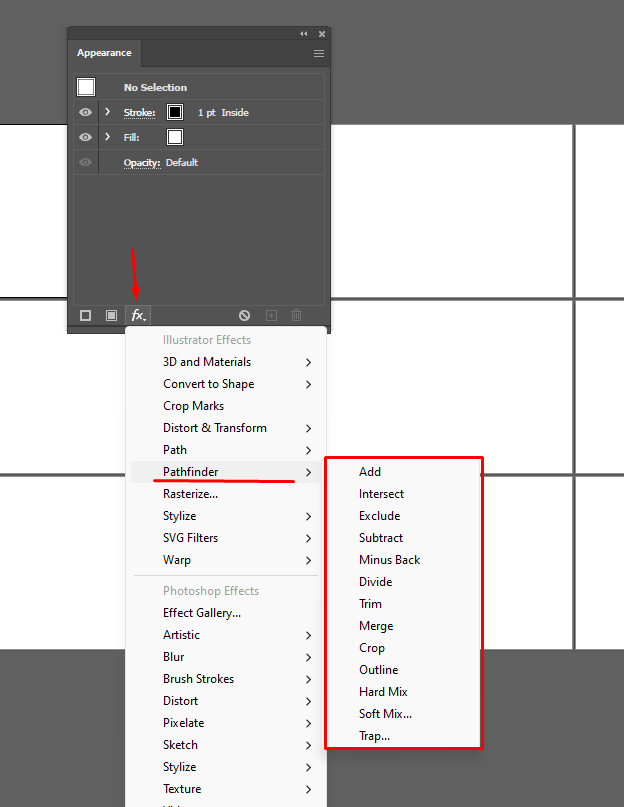 Appearance
No Selection
Stroke: 1 pt Inside
Fill:
Opacity: Default
fx.
Illustrator Effects
3D and Materials
Convert to Shape
Crop Marks
Distort & Transform
Path
Pathfinder
Rasterize...
Stylize
SVG Filters
Warp
Photoshop Effects
Effect Gallery...
Artistic
Blur
Brush Strokes
Distort
Pixelate
Sketch
Stylize
Texture
Add
Intersect
Exclude
Subtract
Minus Back
Divide
Trim
Merge
Crop
Outline
Hard Mix
Soft Mix...
Trap...